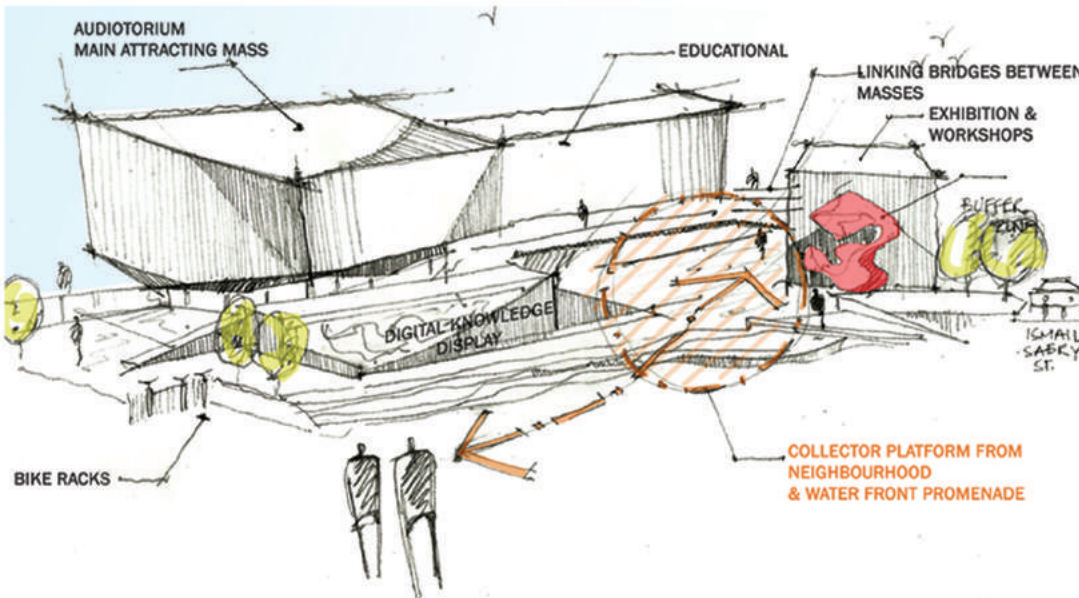 AUDIOTORIUM
MAIN ATTRACTING MASS
EDUCATIONAL
LINKING BRIDGES BETWEEN
MASSES
EXHIBITION &
WORKSHOPS
BUFFER
ZONE
DIGITAL KNOWLEDGE
DISPLAY
ISMAIL
SABRY
ST.
BIKE RACKS
COLLECTOR PLATFORM FROM
NEIGHBOURHOOD
& WATER FRONT PROMENADE